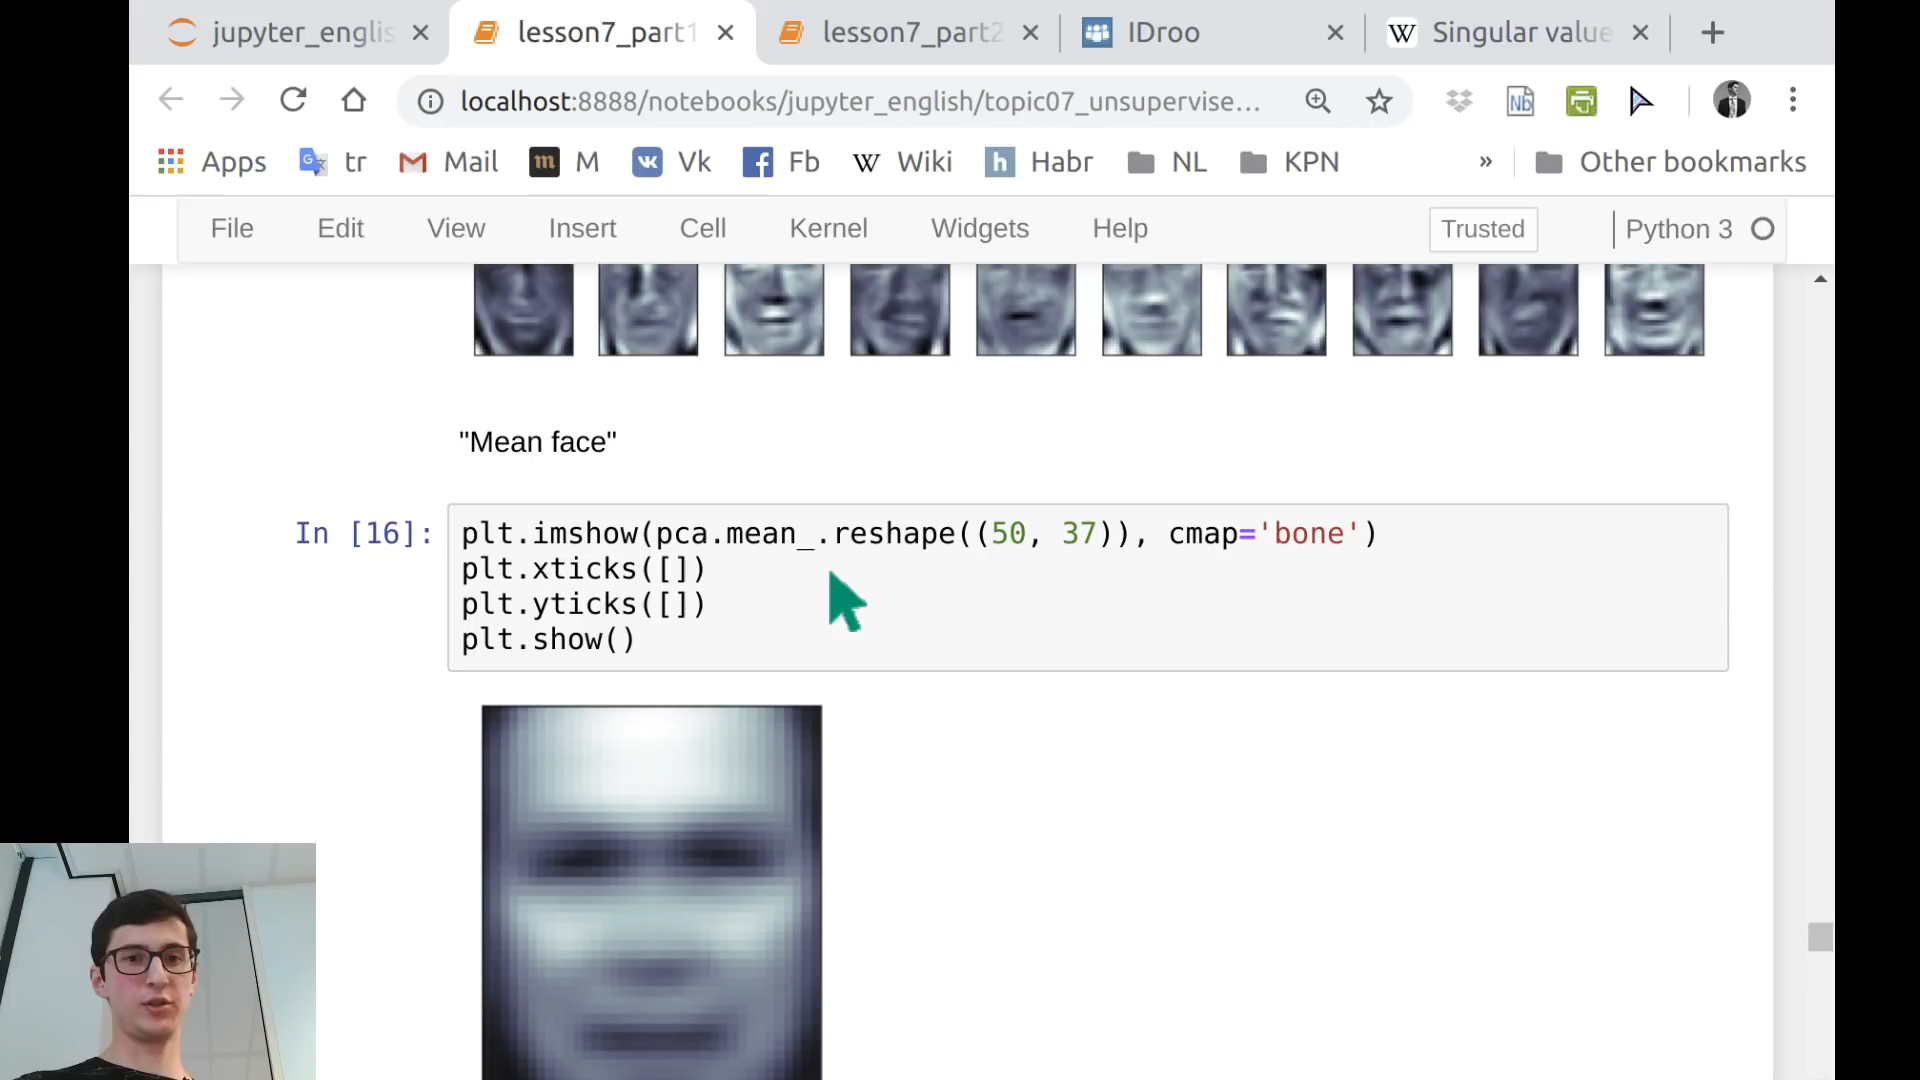 jupyter_englis
lesson7_part1
lesson7_part2
IDroo
W Singular value
localhost:8888/notebooks/jupyter_english/topic07_unsupervise...
Nb
Apps
G tr
Mail
m M
VK Vk
f Fb
W Wiki
h Habr
NL
KPN
»
Other bookmarks
File Edit View Insert Cell Kernel Widgets Help Trusted Python 3
"Mean face"
In [16]: plt.imshow(pca.mean_.reshape((50, 37)), cmap='bone')
plt.xticks([])
plt.yticks([])
plt.show()